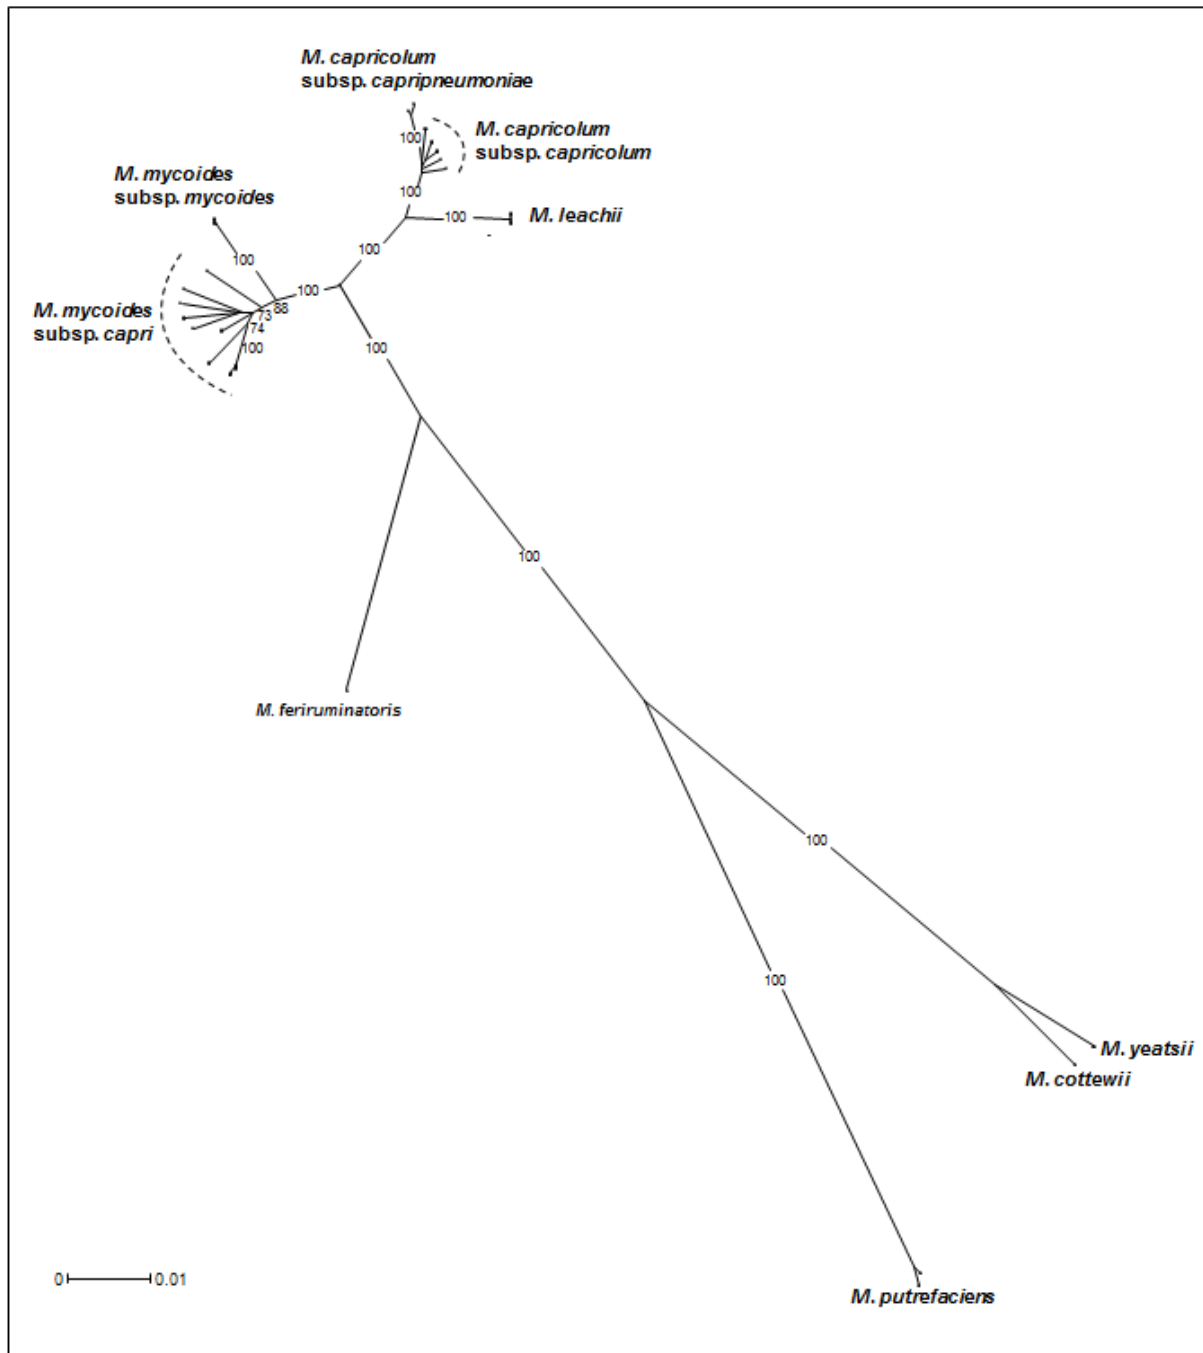 M. capricolum
subsp. capripneumoniae
100
M. capricolum
subsp. capricolum
M. mycoides
subsp. mycoides
100
100
M. leachii
100
100
100
M. mycoides
subsp. capri
73
88
74
100
100
100
M. feriruminatoris
100
100
M. yeatsii
M. cottewii
0
0.01
M. putrefaciens